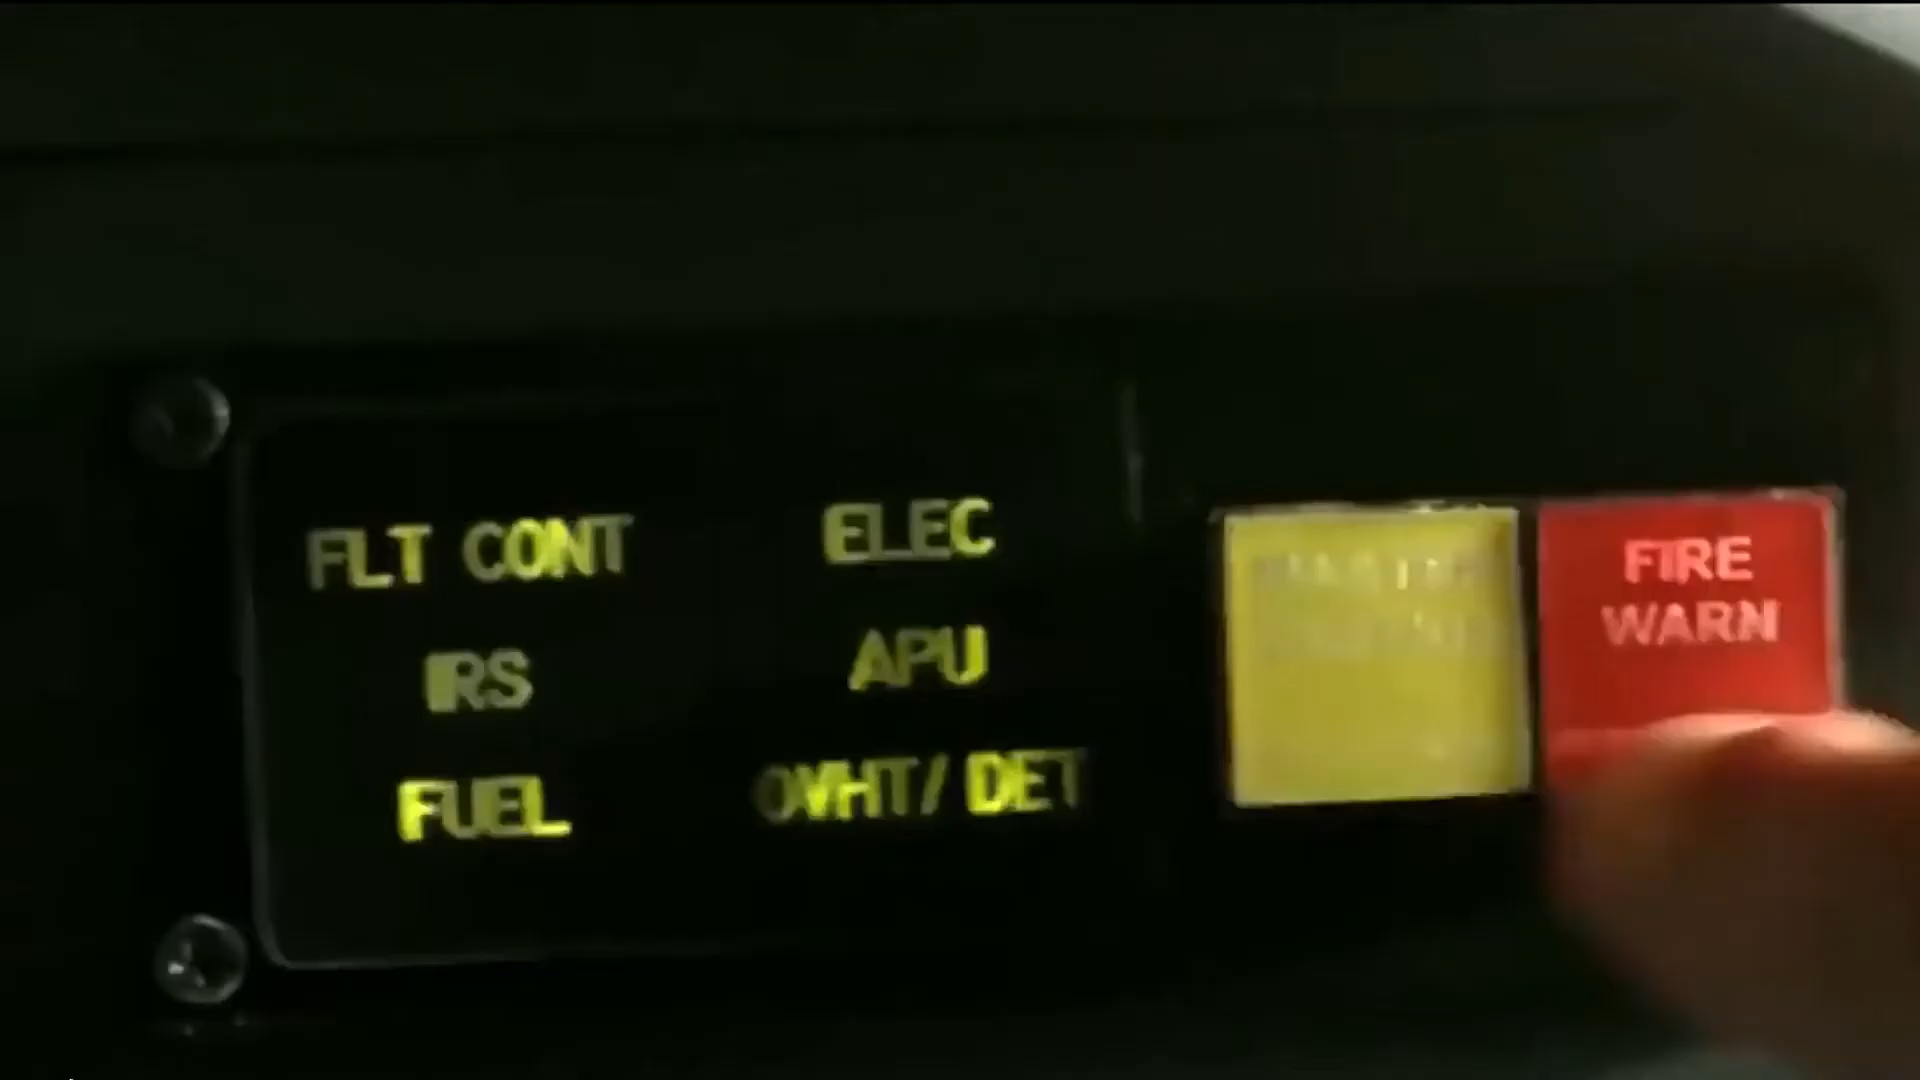 FLT CONT ELEC
IRS APU
FUEL OVHT/ DET
FIRE
WARN